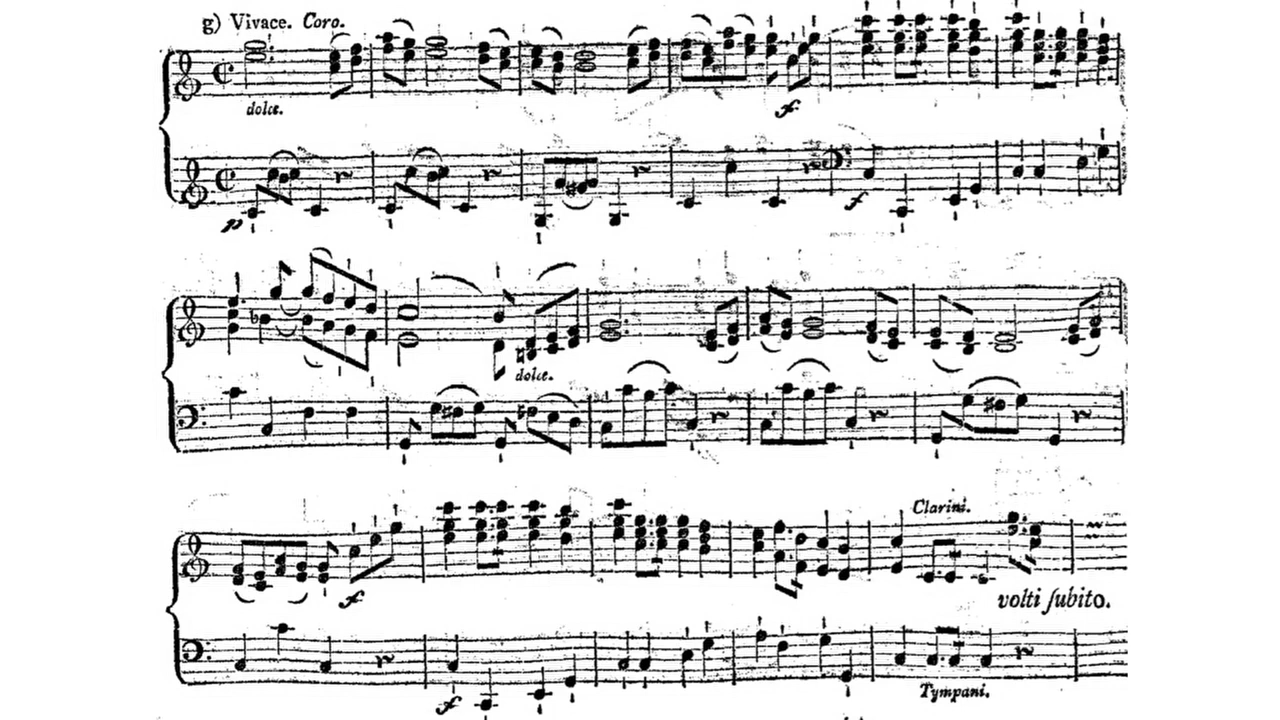 g) Vivace. Coro.
dolce.
p
f
f
dolce.
f
Clarini.
volti ſubito.
f
Tympani.